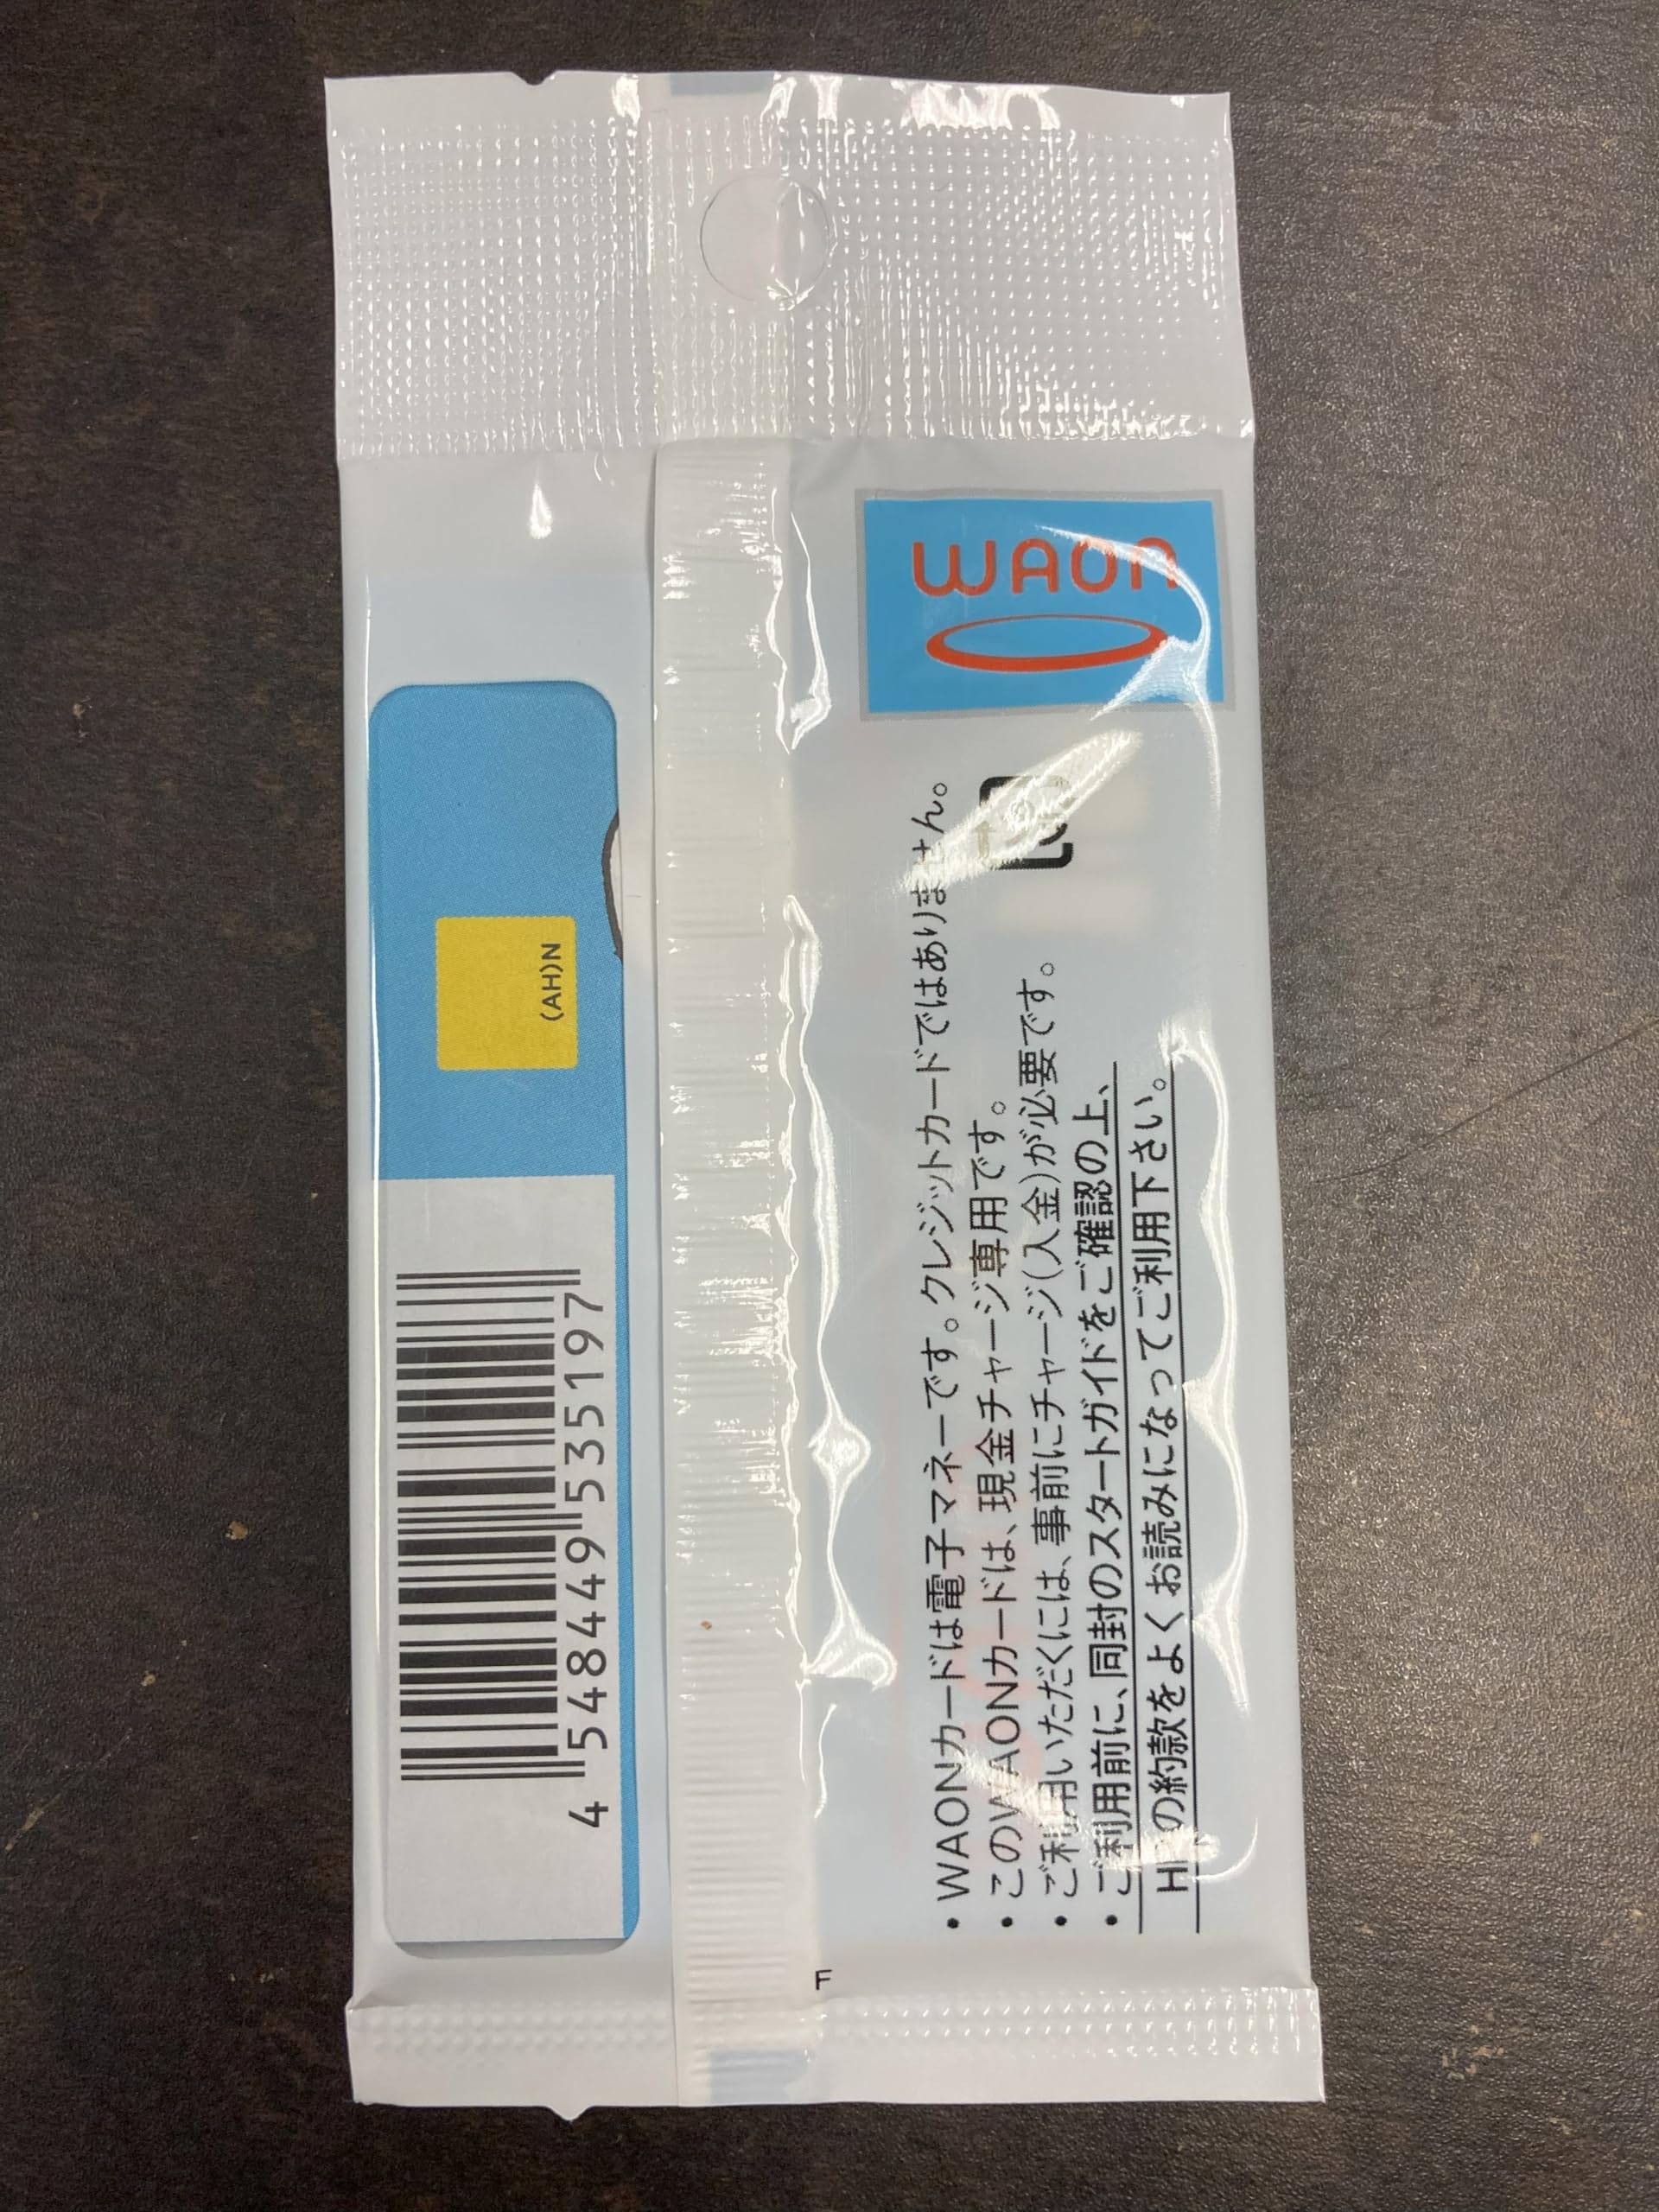 WAON
・WAONカードは電子マネーです。クレジットカードではありません。
・このWAONカードは、現金チャージ専用です。
・ご利用いただくには、事前にチャージ(入金)が必要です。
・ご利用前に、同封のスタートガイドをご確認の上、
の約款をよくお読みになってご利用下さい。
F
(AH)N
4 548449 535197